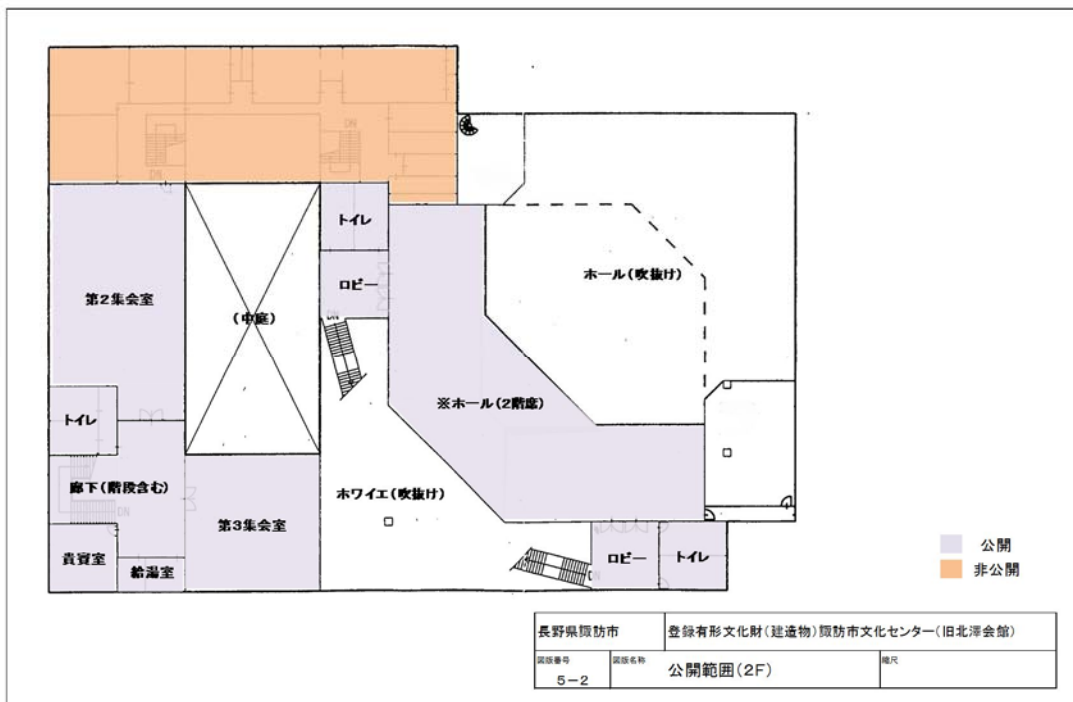 DN
DN
トイレ
ホール(吹抜け)
ロビー
第2集会室
(中庭)
DN
※ホール(2階席)
トイレ
廊下(階段含む)
ホワイエ(吹抜け)
DN
第3集会室
貴賓室
給湯室
ロビー
トイレ
DN
公開
非公開
長野県諏訪市
登録有形文化財(建造物)諏訪市文化センター(旧北澤会館)
図版番号
5-2
図版名称
公開範囲(2F)
縮尺